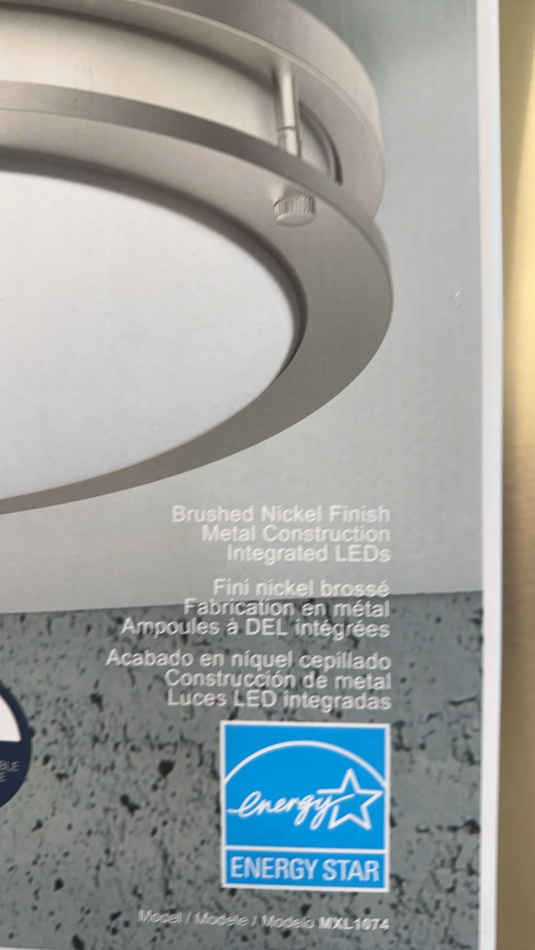 Brushed Nickel Finish
Metal Construction
Integrated LEDs
Fini nickel brossé
Fabrication en métal
Ampoules à DEL intégrées
Acabado en níquel cepillado
Construcción de metal
Luces LED integradas
energy
ENERGY STAR
Model / Modèle / Modelo MXL1074